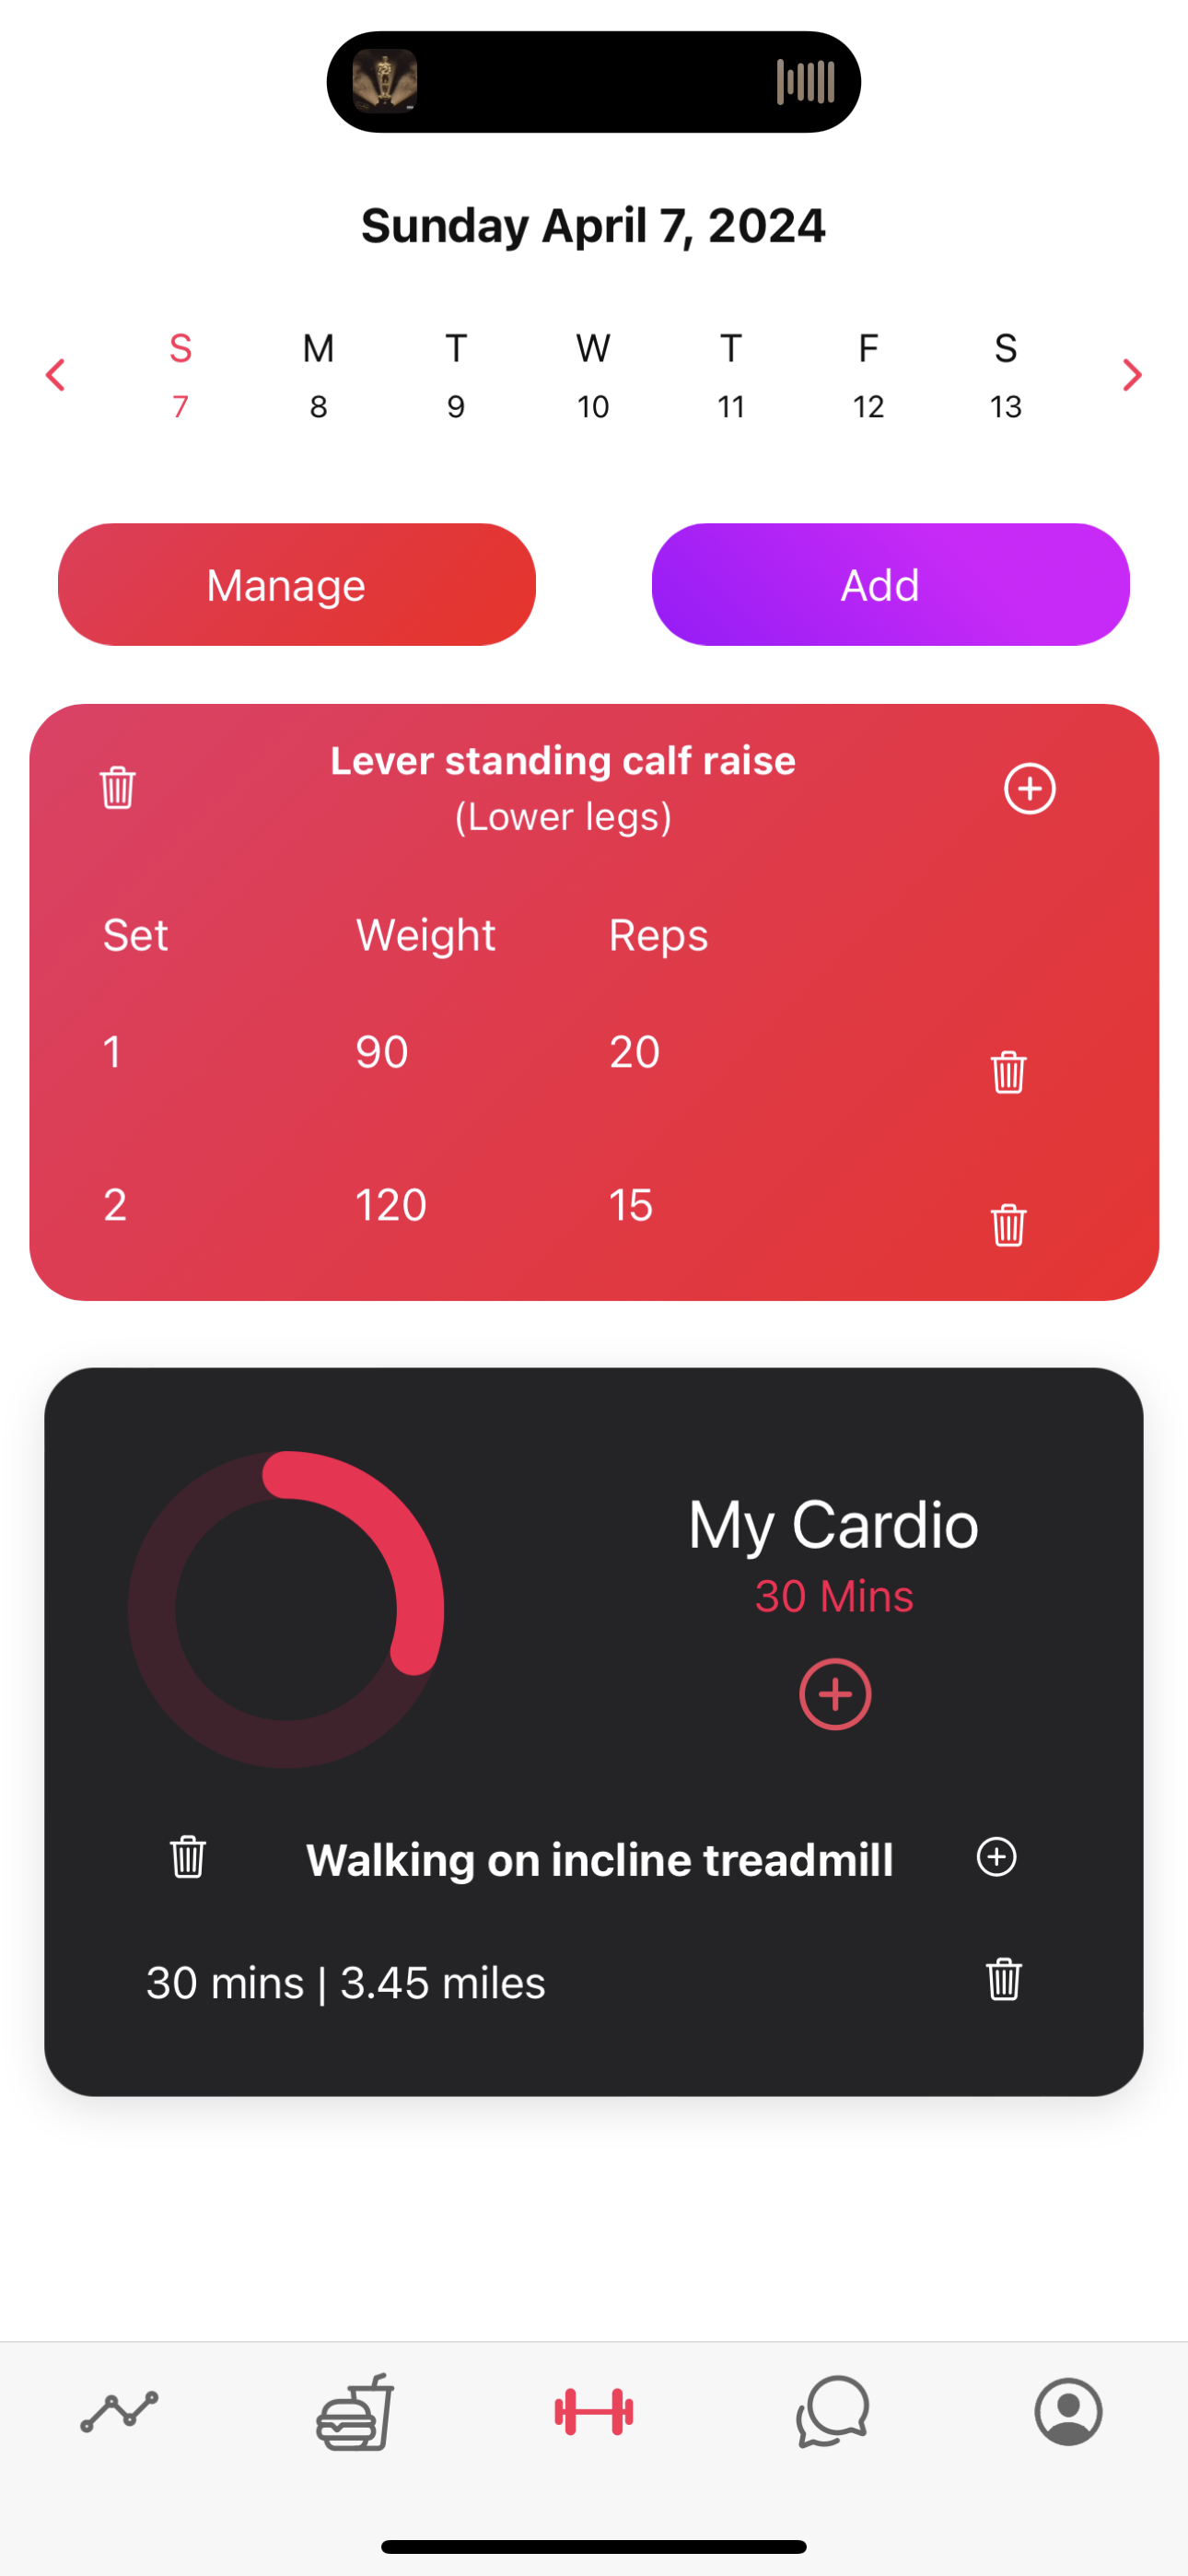 Sunday April 7, 2024
S M T W T F S
7 8 9 10 11 12 13
Manage Add
Lever standing calf raise
(Lower legs)
Set Weight Reps
1 90 20
2 120 15
My Cardio
30 Mins
Walking on incline treadmill
30 mins | 3.45 miles